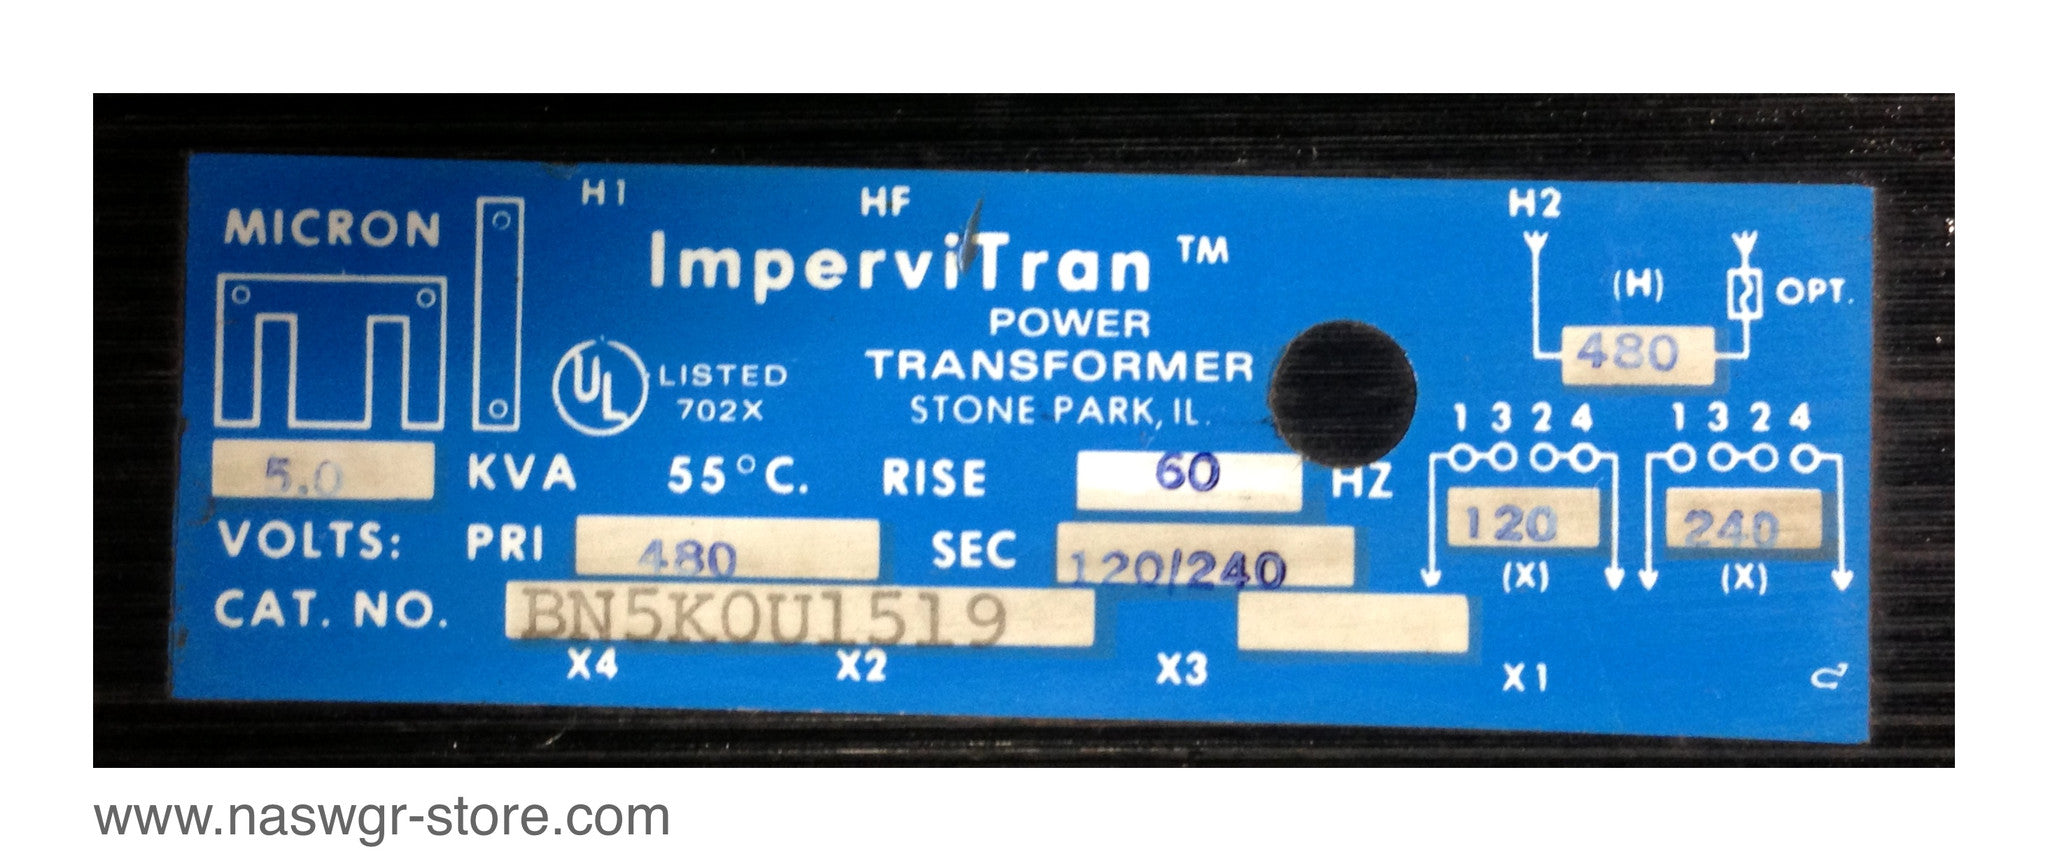 H1 HF H2
MICRON
ImperviTran™
(H)
OPT.
POWER
480
TRANSFORMER
UL LISTED
702X
STONE PARK, IL.
1 3 2 4 1 3 2 4
5.0 KVA 55°C. RISE 60 HZ
120 240
VOLTS: PRI 480 SEC 120/240
(X) (X)
CAT. NO. BN5K0U1519
X4 X2 X3 X1
www.naswgr-store.com